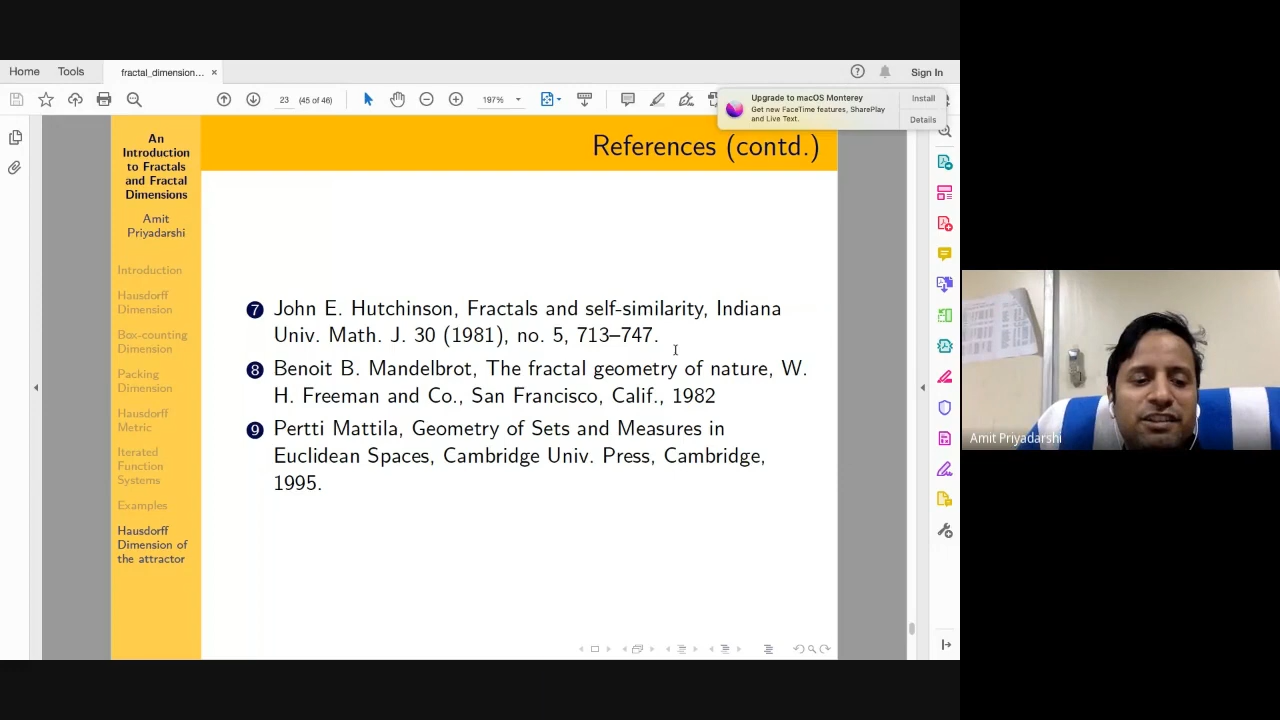 Home
Tools
fractal_dimension...
Sign In
23
(45 of 46)
197%
Upgrade to macOS Monterey
Get new FaceTime features, SharePlay
and Live Text.
Install
Details
An
Introduction
to Fractals
and Fractal
Dimensions
Amit
Priyadarshi
Introduction
Hausdorff
Dimension
Box-counting
Dimension
Packing
Dimension
Hausdorff
Metric
Iterated
Function
Systems
Examples
Hausdorff
Dimension of
the attractor
References (contd.)
7 John E. Hutchinson, Fractals and self-similarity, Indiana
Univ. Math. J. 30 (1981), no. 5, 713–747.
8 Benoit B. Mandelbrot, The fractal geometry of nature, W.
H. Freeman and Co., San Francisco, Calif., 1982
9 Pertti Mattila, Geometry of Sets and Measures in
Euclidean Spaces, Cambridge Univ. Press, Cambridge,
1995.
Amit Priyadarshi